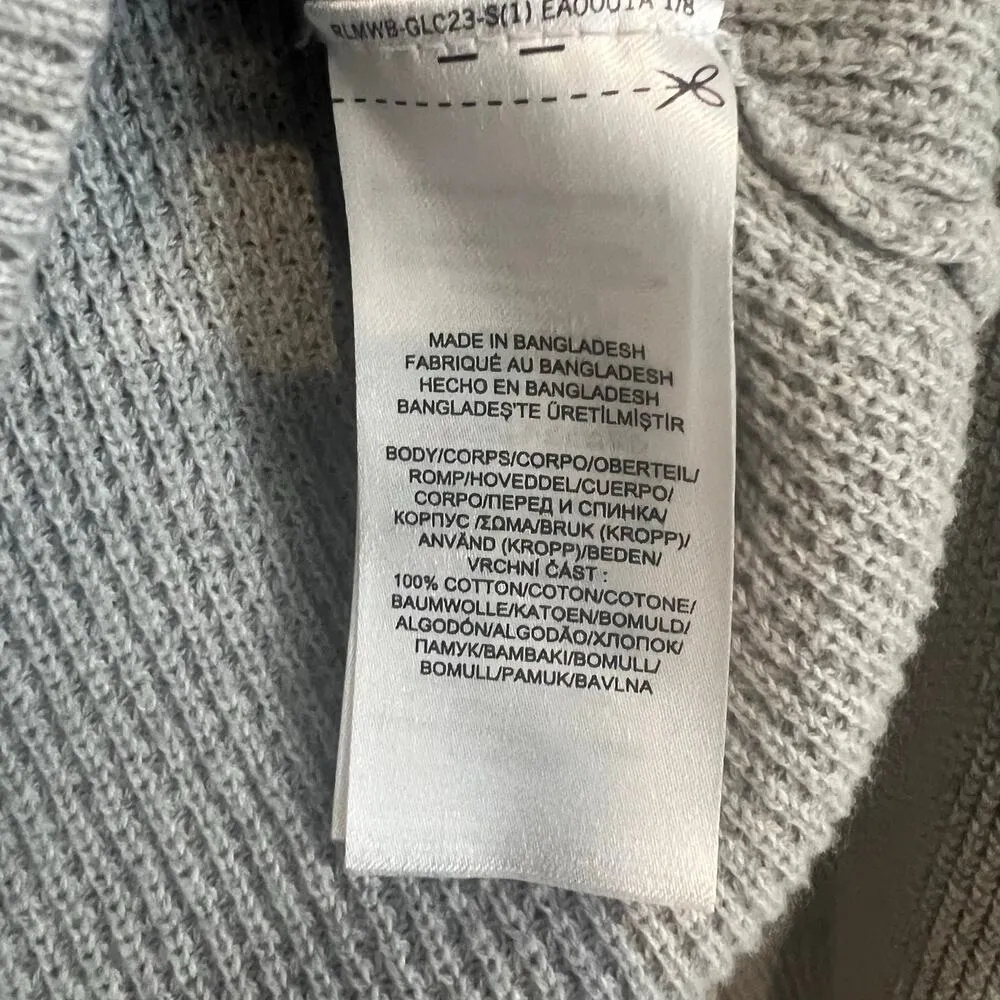 RLMWB-GLC23-S(1) EAOOU1A 1/8
MADE IN BANGLADESH
FABRIQUÉ AU BANGLADESH
HECHO EN BANGLADESH
BANGLADEŞ'TE ÜRETİLMİŞTİR
BODY/CORPS/CORPO/OBERTEIL/
ROMP/HOVEDDEL/CUERPO/
CORPO/ПЕРЕД И СПИНКА/
КОРПУС /ΣΩΜΑ/BRUK (KROPP)/
ANVÄND (KROPP)/BEDEN/
VRCHNÍ ČÁST :
100% COTTON/COTON/COTONE/
BAUMWOLLE/KATOEN/BOMULD/
ALGODÓN/ALGODÃO/ХЛОПОК/
ПАМУК/ΒΑΜΒΑΚΙ/BOMULL/
BOMULL/PAMUK/BAVLNA